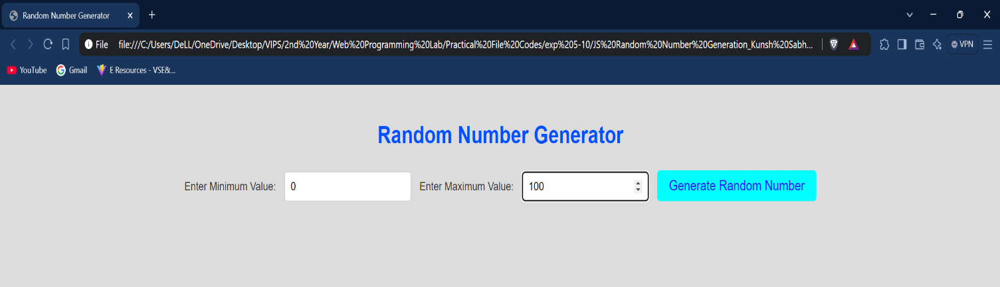 Random Number Generator
File file:///C:/Users/DeLL/OneDrive/Desktop/VIPS/2nd%20Year/Web%20Programming%20Lab/Practical%20File%20Codes/exp%205-10/JS%20Random%20Number%20Generation_Kunsh%20Sabh... VPN
YouTube Gmail E Resources - VSE&...
Random Number Generator
Enter Minimum Value: 0 Enter Maximum Value: 100 Generate Random Number